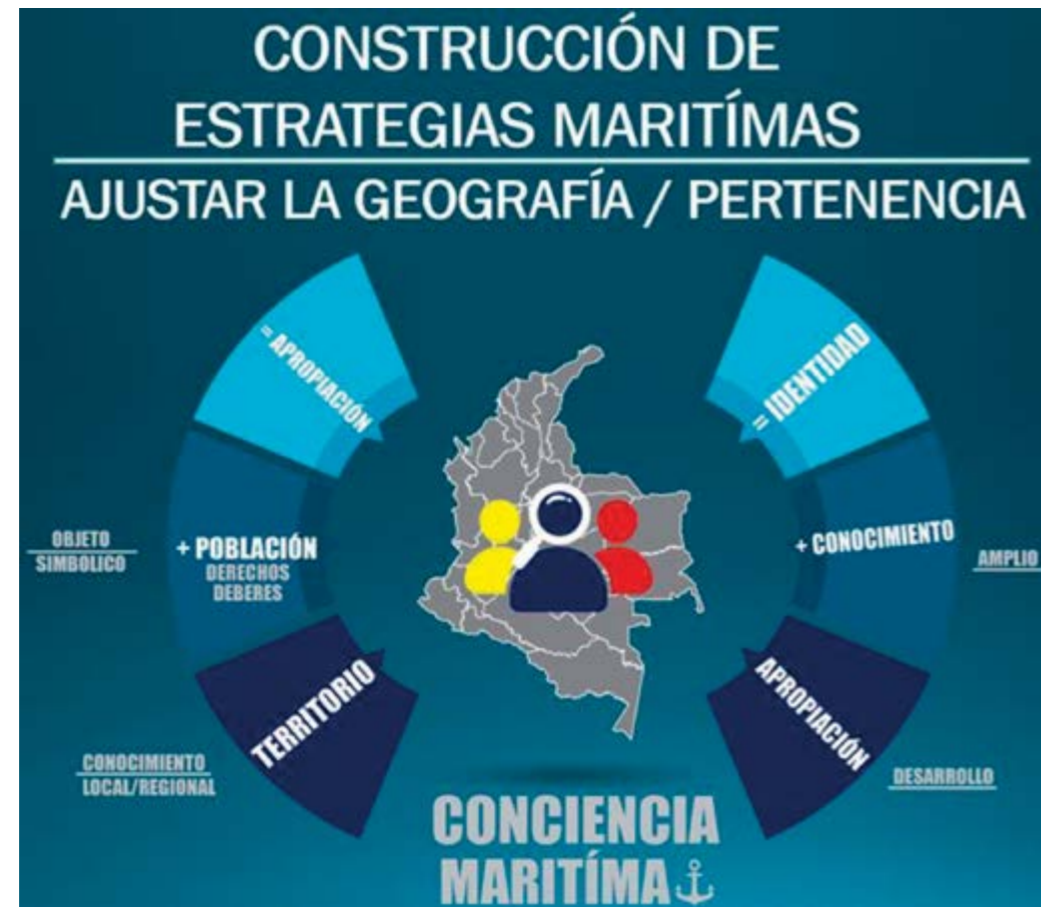 CONSTRUCCIÓN DE
ESTRATEGIAS MARITÍMAS
AJUSTAR LA GEOGRAFÍA / PERTENENCIA
= APROPIACIÓN
+ POBLACIÓN
DERECHOS
DEBERES
OBJETO
SIMBOLICO
TERRITORIO
CONOCIMIENTO
LOCAL/REGIONAL
= IDENTIDAD
+ CONOCIMIENTO
AMPLIO
APROPIACIÓN
DESARROLLO
CONCIENCIA
MARITÍMA